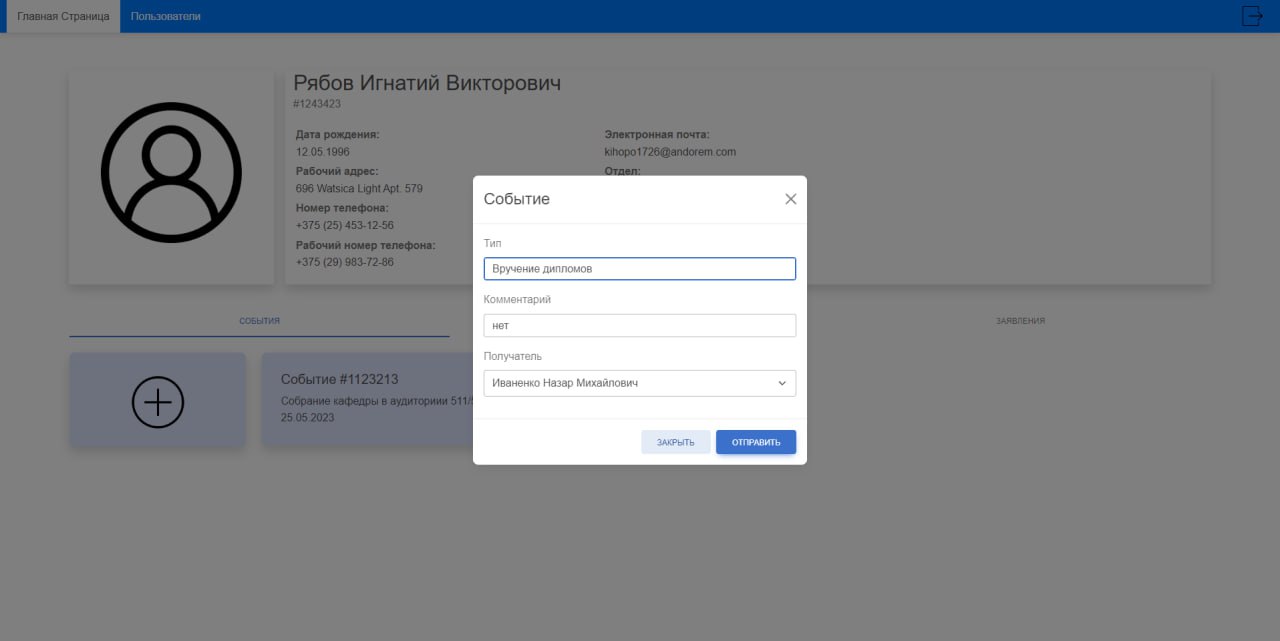 Главная Страница
Пользователи
Рябов Игнатий Викторович
#1243423
Дата рождения:
12.05.1996
Рабочий адрес:
696 Watsica Light Apt. 579
Номер телефона:
+375 (25) 453-12-56
Рабочий номер телефона:
+375 (29) 983-72-86
Электронная почта:
kihopo1726@andorem.com
Отдел:
СОБЫТИЯ
ЗАЯВЛЕНИЯ
Событие #1123213
Собрание кафедры в аудиториии 511/5
25.05.2023
Событие
Тип
Вручение дипломов
Комментарий
нет
Получатель
Иваненко Назар Михайлович
ЗАКРЫТЬ
ОТПРАВИТЬ